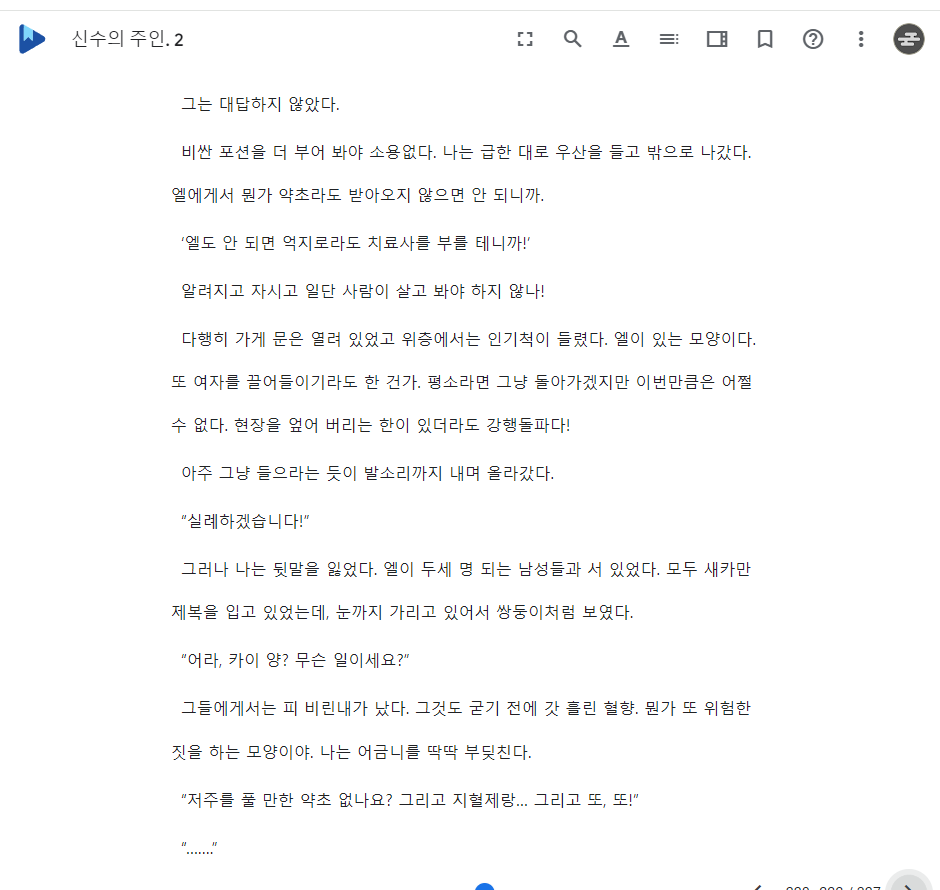 신수의 주인. 2
그는 대답하지 않았다.
비싼 포션을 더 부어 봐야 소용없다. 나는 급한 대로 우산을 들고 밖으로 나갔다.
엘에게서 뭔가 약초라도 받아오지 않으면 안 되니까.
‘엘도 안 되면 억지로라도 치료사를 부를 테니까!’
알려지고 자시고 일단 사람이 살고 봐야 하지 않나!
다행히 가게 문은 열려 있었고 위층에서는 인기척이 들렸다. 엘이 있는 모양이다.
또 여자를 끌어들이기라도 한 건가. 평소라면 그냥 돌아가겠지만 이번만큼은 어쩔
수 없다. 현장을 엎어 버리는 한이 있더라도 강행돌파다!
아주 그냥 들으라는 듯이 발소리까지 내며 올라갔다.
“실례하겠습니다!”
그러나 나는 뒷말을 잃었다. 엘이 두세 명 되는 남성들과 서 있었다. 모두 새카만
제복을 입고 있었는데, 눈까지 가리고 있어서 쌍둥이처럼 보였다.
“어라, 카이 양? 무슨 일이세요?”
그들에게서는 피 비린내가 났다. 그것도 굳기 전에 갓 흘린 혈향. 뭔가 또 위험한
짓을 하는 모양이야. 나는 어금니를 딱딱 부딪친다.
“저주를 풀 만한 약초 없나요? 그리고 지혈제랑... 그리고 또, 또!”
“.......”